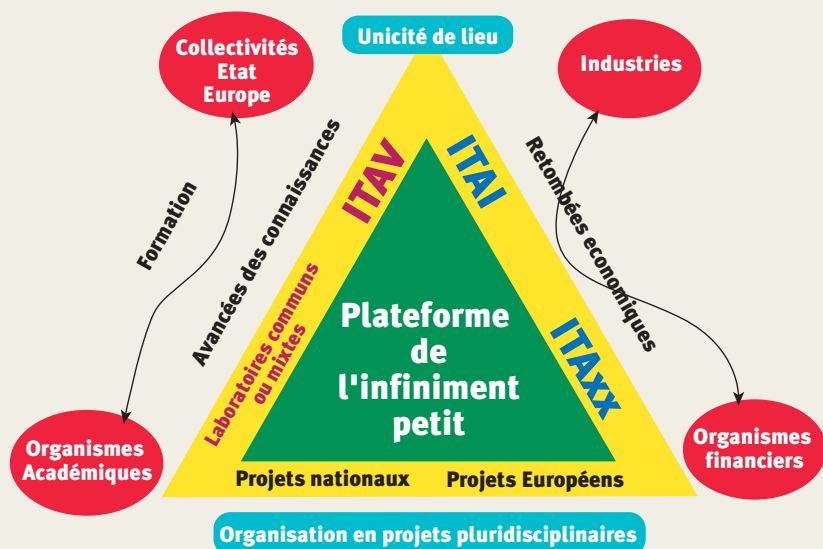 Unicité de lieu
Collectivités
Etat
Europe
Industries
Formation
Avancées des connaissances
ITAV
ITAI
Retombées economiques
Laboratoires communs
ou mixtes
ITAxx
Plateforme
de
l'infiniment
petit
Organismes
Académiques
Organismes
financiers
Projets nationaux
Projets Européens
Organisation en projets pluridisciplinaires